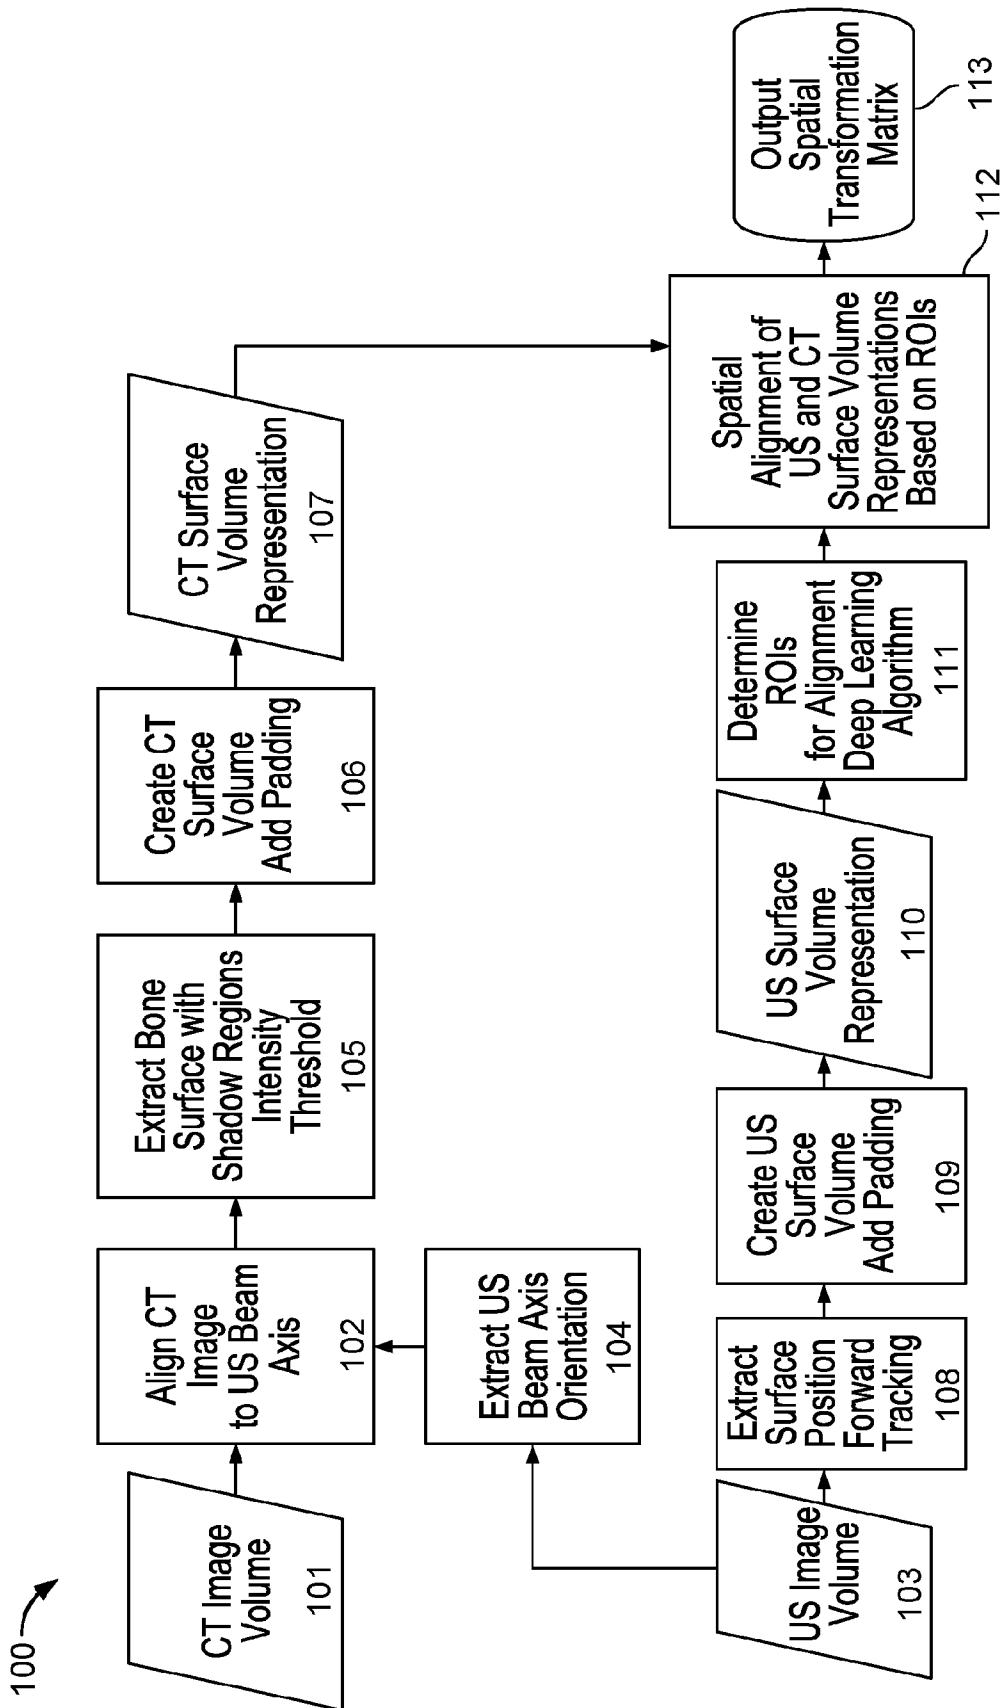 100
CT Image
Volume
101
Align CT
Image
to US Beam
Axis
102
Extract Bone
Surface with
Shadow Regions
Intensity
Threshold
105
Create CT
Surface
Volume
Add Padding
106
CT Surface
Volume
Representation
107
Extract US
Beam Axis
Orientation
104
US Image
Volume
103
Extract
Surface
Position
Forward
Tracking
108
Create US
Surface
Volume
Add Padding
109
US Surface
Volume
Representation
110
Determine
ROIs
for Alignment
Deep Learning
Algorithm
111
Spatial
Alignment of
US and CT
Surface Volume
Representations
Based on ROIs
112
Output
Spatial
Transformation
Matrix
113